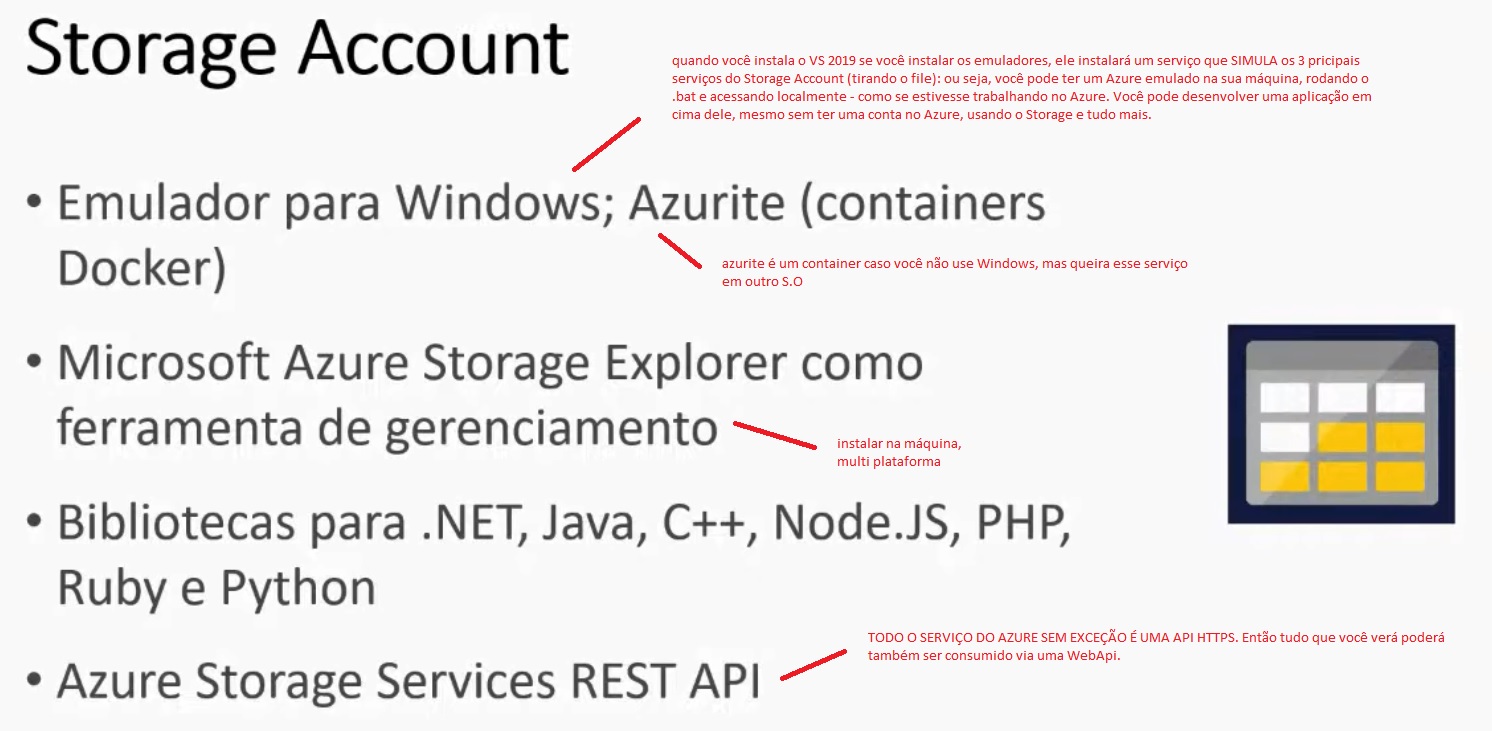 Storage Account
quando você instala o VS 2019 se você instalar os emuladores, ele instalará um serviço que SIMULA os 3 pricipais
serviços do Storage Account (tirando o file): ou seja, você pode ter um Azure emulado na sua máquina, rodando o
.bat e acessando localmente - como se estivesse trabalhando no Azure. Você pode desenvolver uma aplicação em
cima dele, mesmo sem ter uma conta no Azure, usando o Storage e tudo mais.
• Emulador para Windows; Azurite (containers
Docker)
azurite é um container caso você não use Windows, mas queira esse serviço
em outro S.O
• Microsoft Azure Storage Explorer como
ferramenta de gerenciamento
instalar na máquina,
multi plataforma
• Bibliotecas para .NET, Java, C++, Node.JS, PHP,
Ruby e Python
TODO O SERVIÇO DO AZURE SEM EXCEÇÃO É UMA API HTTPS. Então tudo que você verá poderá
também ser consumido via uma WebApi.
• Azure Storage Services REST API